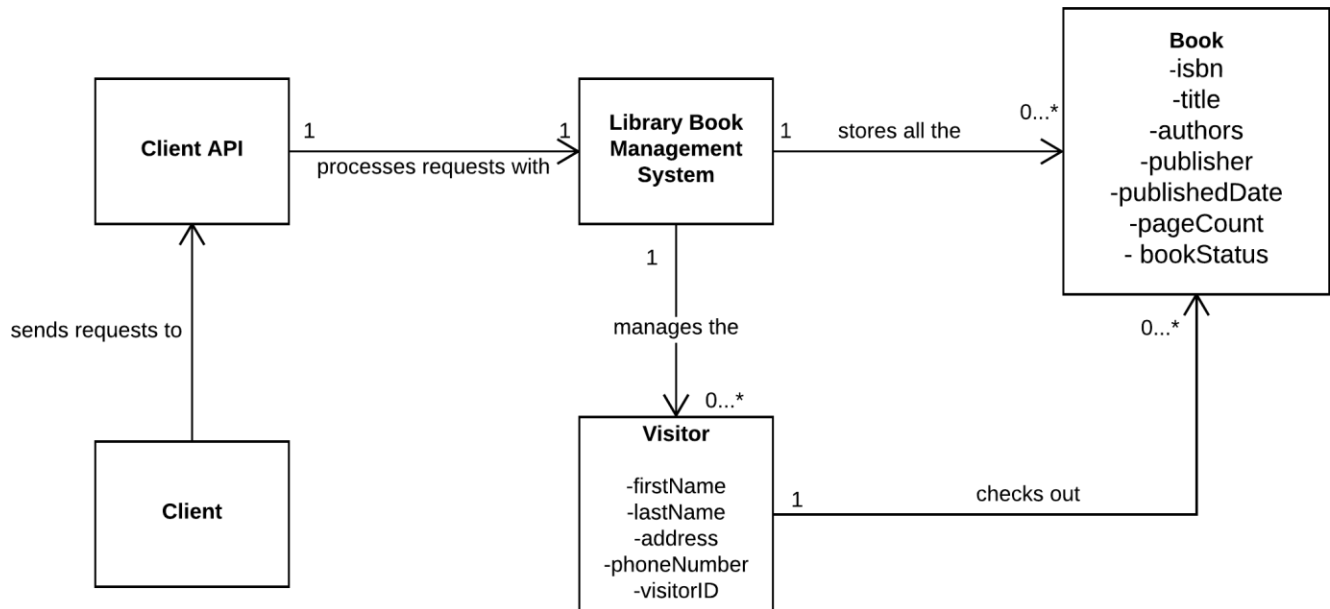 Client API
1
processes requests with
1
Library Book
Management
System
1
stores all the
0...*
Book
-isbn
-title
-authors
-publisher
-publishedDate
-pageCount
- bookStatus
sends requests to
1
manages the
0...*
0...*
Client
Visitor
-firstName
-lastName
-address
-phoneNumber
-visitorID
1
checks out